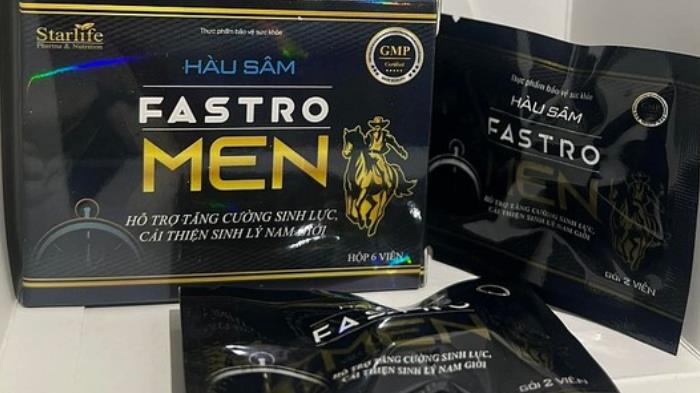 Starlife
Pharma & Nutrition
Thực phẩm bảo vệ sức khỏe
GMP
Certified
HÀU SÂM
FASTRO
MEN
HỖ TRỢ TĂNG CƯỜNG SINH LỰC,
CẢI THIỆN SINH LÝ NAM GIỚI
HỘP 6 VIÊN
Thực phẩm bảo vệ sức khỏe
HÀU SÂM
GMP
FASTRO
MEN
HỖ TRỢ TĂNG CƯỜNG SINH LỰC,
CẢI THIỆN SINH LÝ NAM GIỚI
GÓI 2 VIÊN
FASTRO
MEN
HỖ TRỢ TĂNG CƯỜNG SINH LỰC,
CẢI THIỆN SINH LÝ NAM GIỚI
GÓI 2 VIÊN